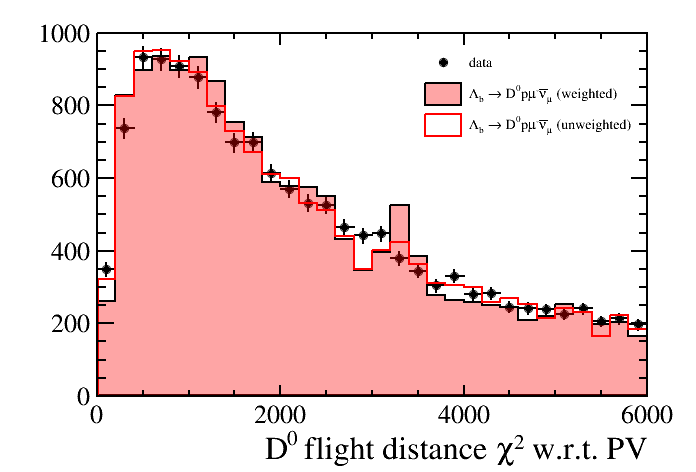 1000
800
600
400
200
0
data
Λb → D⁰pμ ν̅μ (weighted)
Λb → D⁰pμ ν̅μ (unweighted)
0 2000 4000 6000
D⁰ flight distance χ² w.r.t. PV